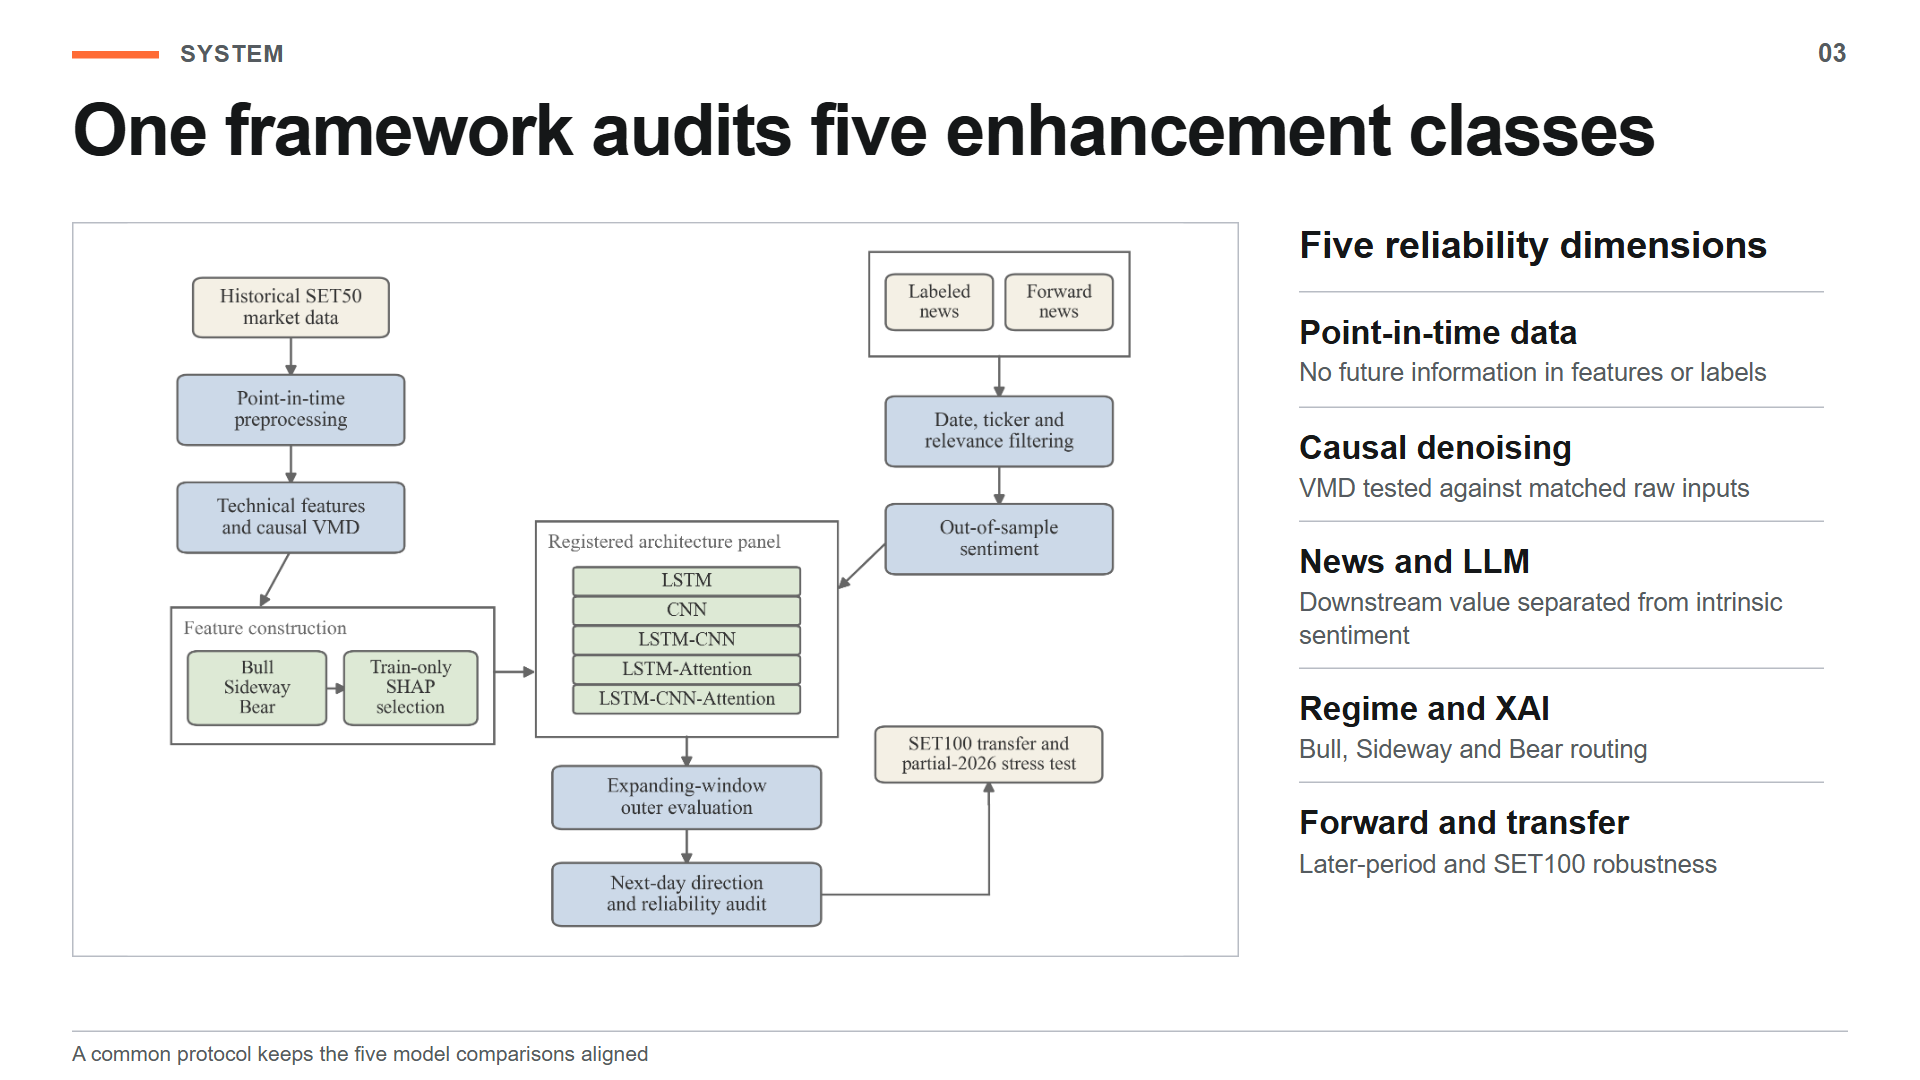 SYSTEM
03
One framework audits five enhancement classes
Historical SET50
market data
Point-in-time
preprocessing
Technical features
and causal VMD
Feature construction
Bull
Sideway
Bear
Train-only
SHAP
selection
Labeled
news
Forward
news
Date, ticker and
relevance filtering
Out-of-sample
sentiment
Registered architecture panel
LSTM
CNN
LSTM-CNN
LSTM-Attention
LSTM-CNN-Attention
Expanding-window
outer evaluation
Next-day direction
and reliability audit
SET100 transfer and
partial-2026 stress test
Five reliability dimensions
Point-in-time data
No future information in features or labels
Causal denoising
VMD tested against matched raw inputs
News and LLM
Downstream value separated from intrinsic
sentiment
Regime and XAI
Bull, Sideway and Bear routing
Forward and transfer
Later-period and SET100 robustness
A common protocol keeps the five model comparisons aligned